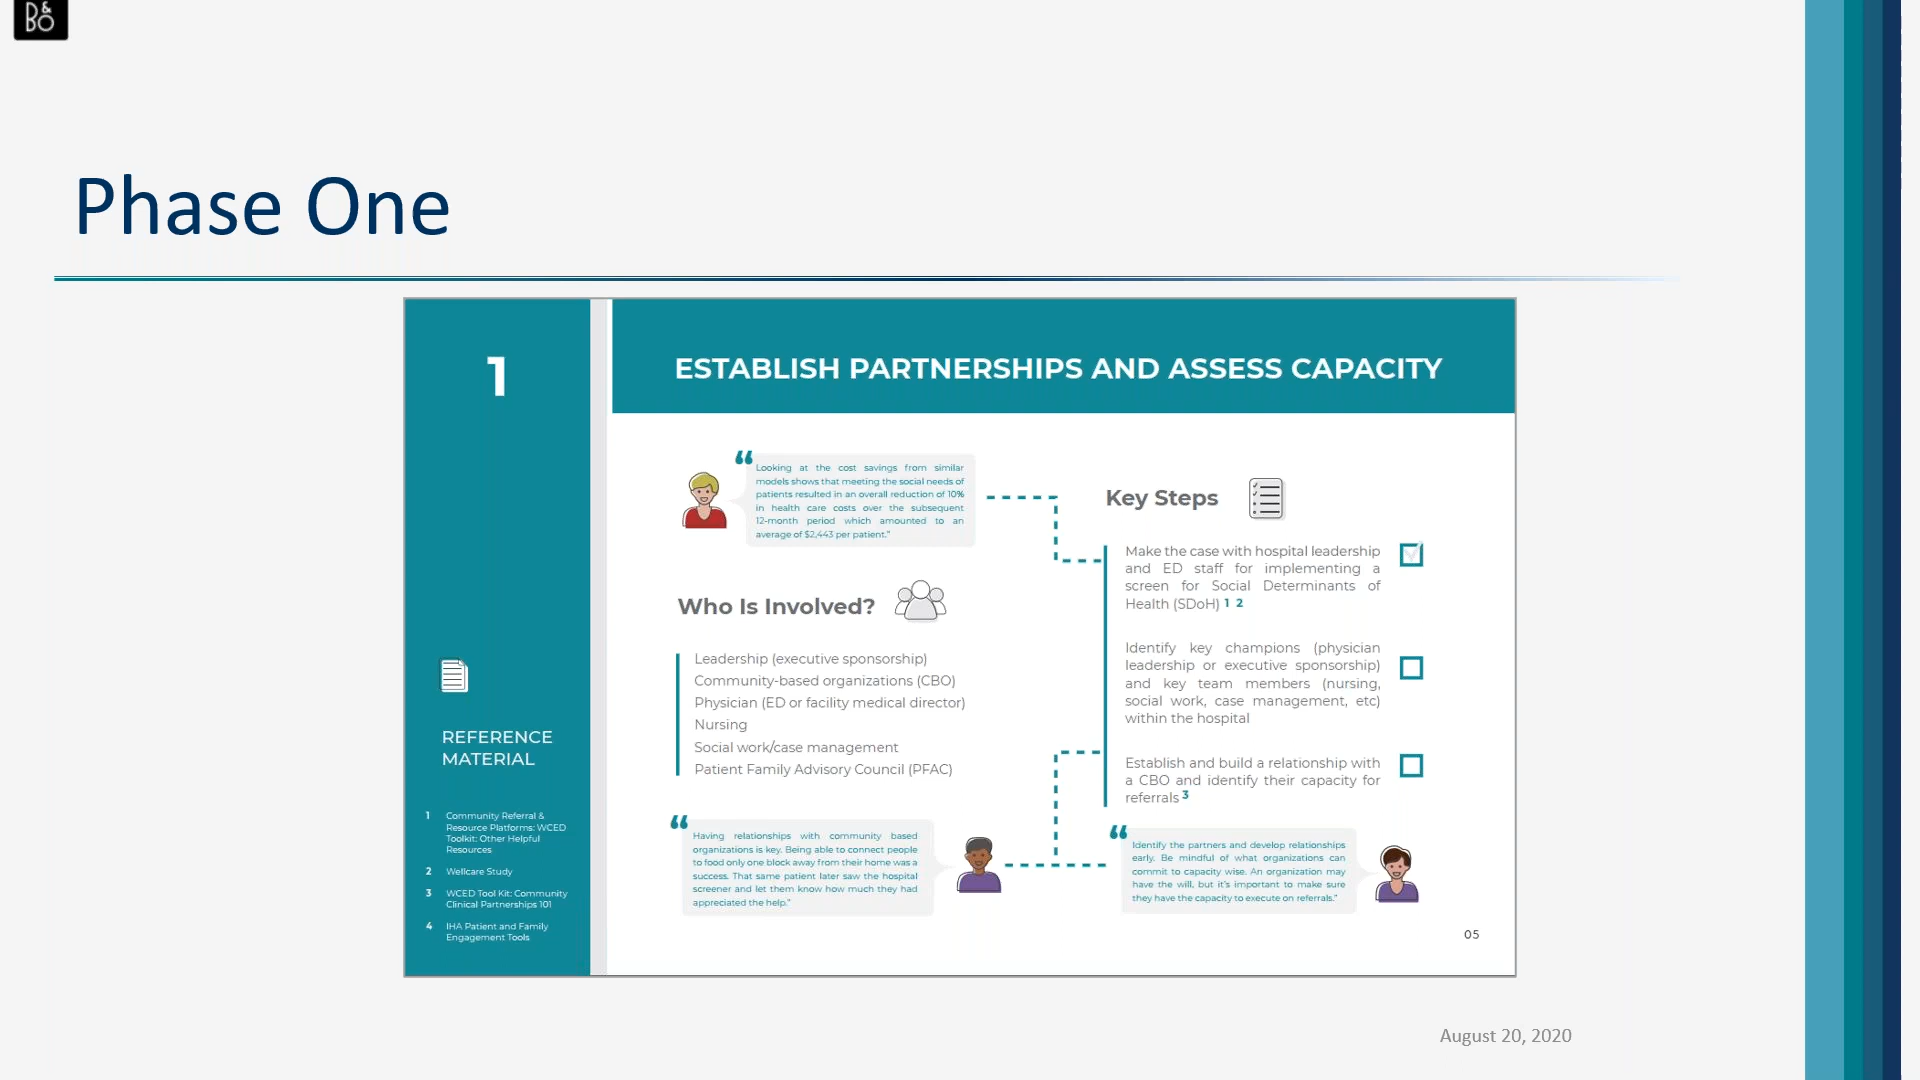 B&O
Phase One
1
ESTABLISH PARTNERSHIPS AND ASSESS CAPACITY
“
Looking at the cost savings from similar
models shows that meeting the social needs of
patients resulted in an overall reduction of 10%
in health care costs over the subsequent
12-month period which amounted to an
average of $2,443 per patient.”
Who Is Involved?
Leadership (executive sponsorship)
Community-based organizations (CBO)
Physician (ED or facility medical director)
Nursing
Social work/case management
Patient Family Advisory Council (PFAC)
“
Having relationships with community based
organizations is key. Being able to connect people
to food only one block away from their home was a
success. That same patient later saw the hospital
screener and let them know how much they had
appreciated the help.”
Key Steps
Make the case with hospital leadership
and ED staff for implementing a
screen for Social Determinants of
Health (SDoH) 1 2
Identify key champions (physician
leadership or executive sponsorship)
and key team members (nursing,
social work, case management, etc)
within the hospital
Establish and build a relationship with
a CBO and identify their capacity for
referrals 3
“
Identify the partners and develop relationships
early. Be mindful of what organizations can
commit to capacity wise. An organization may
have the will, but it's important to make sure
they have the capacity to execute on referrals.”
REFERENCE
MATERIAL
1 Community Referral &
Resource Platforms: WCED
Toolkit: Other Helpful
Resources
2 Wellcare Study
3 WCED Tool Kit: Community
Clinical Partnerships 101
4 IHA Patient and Family
Engagement Tools
05
August 20, 2020